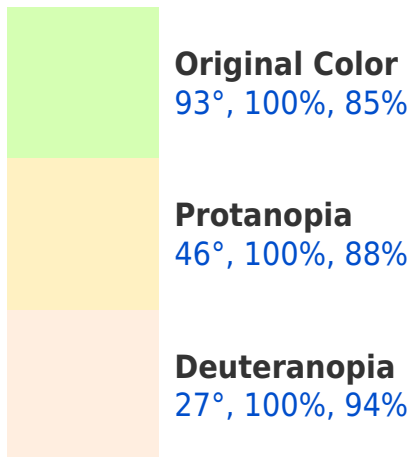 Original Color
93°, 100%, 85%
Protanopia
46°, 100%, 88%
Deuteranopia
27°, 100%, 94%